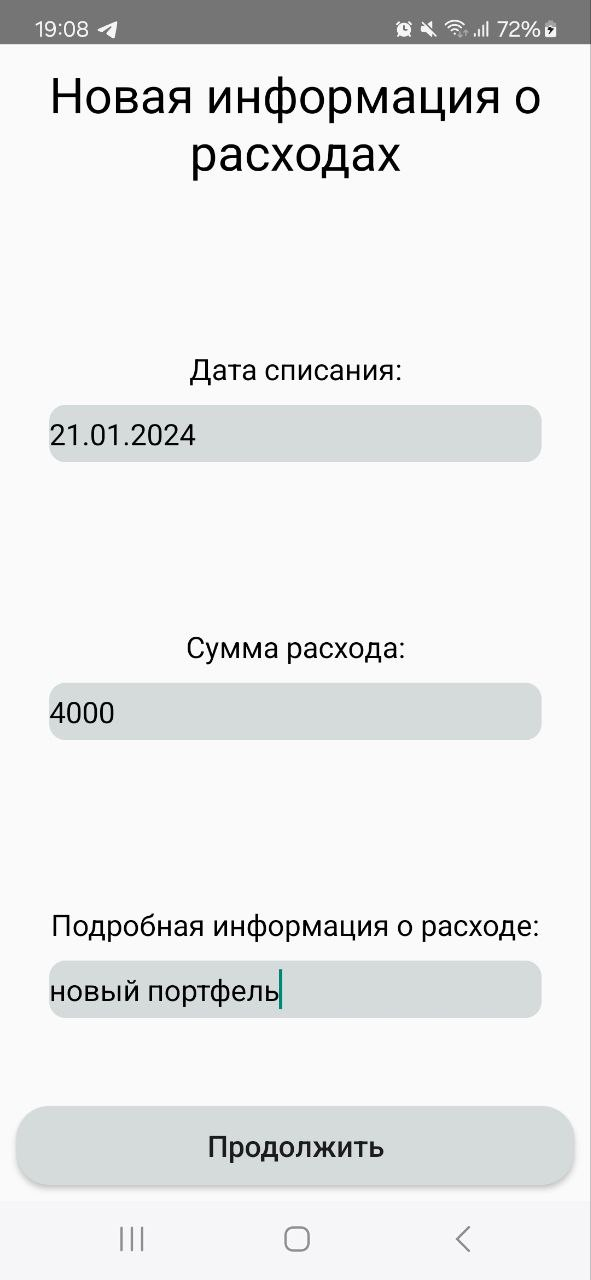 19:08 72%
Новая информация о
расходах
Дата списания:
21.01.2024
Сумма расхода:
4000
Подробная информация о расходе:
новый портфель
Продолжить